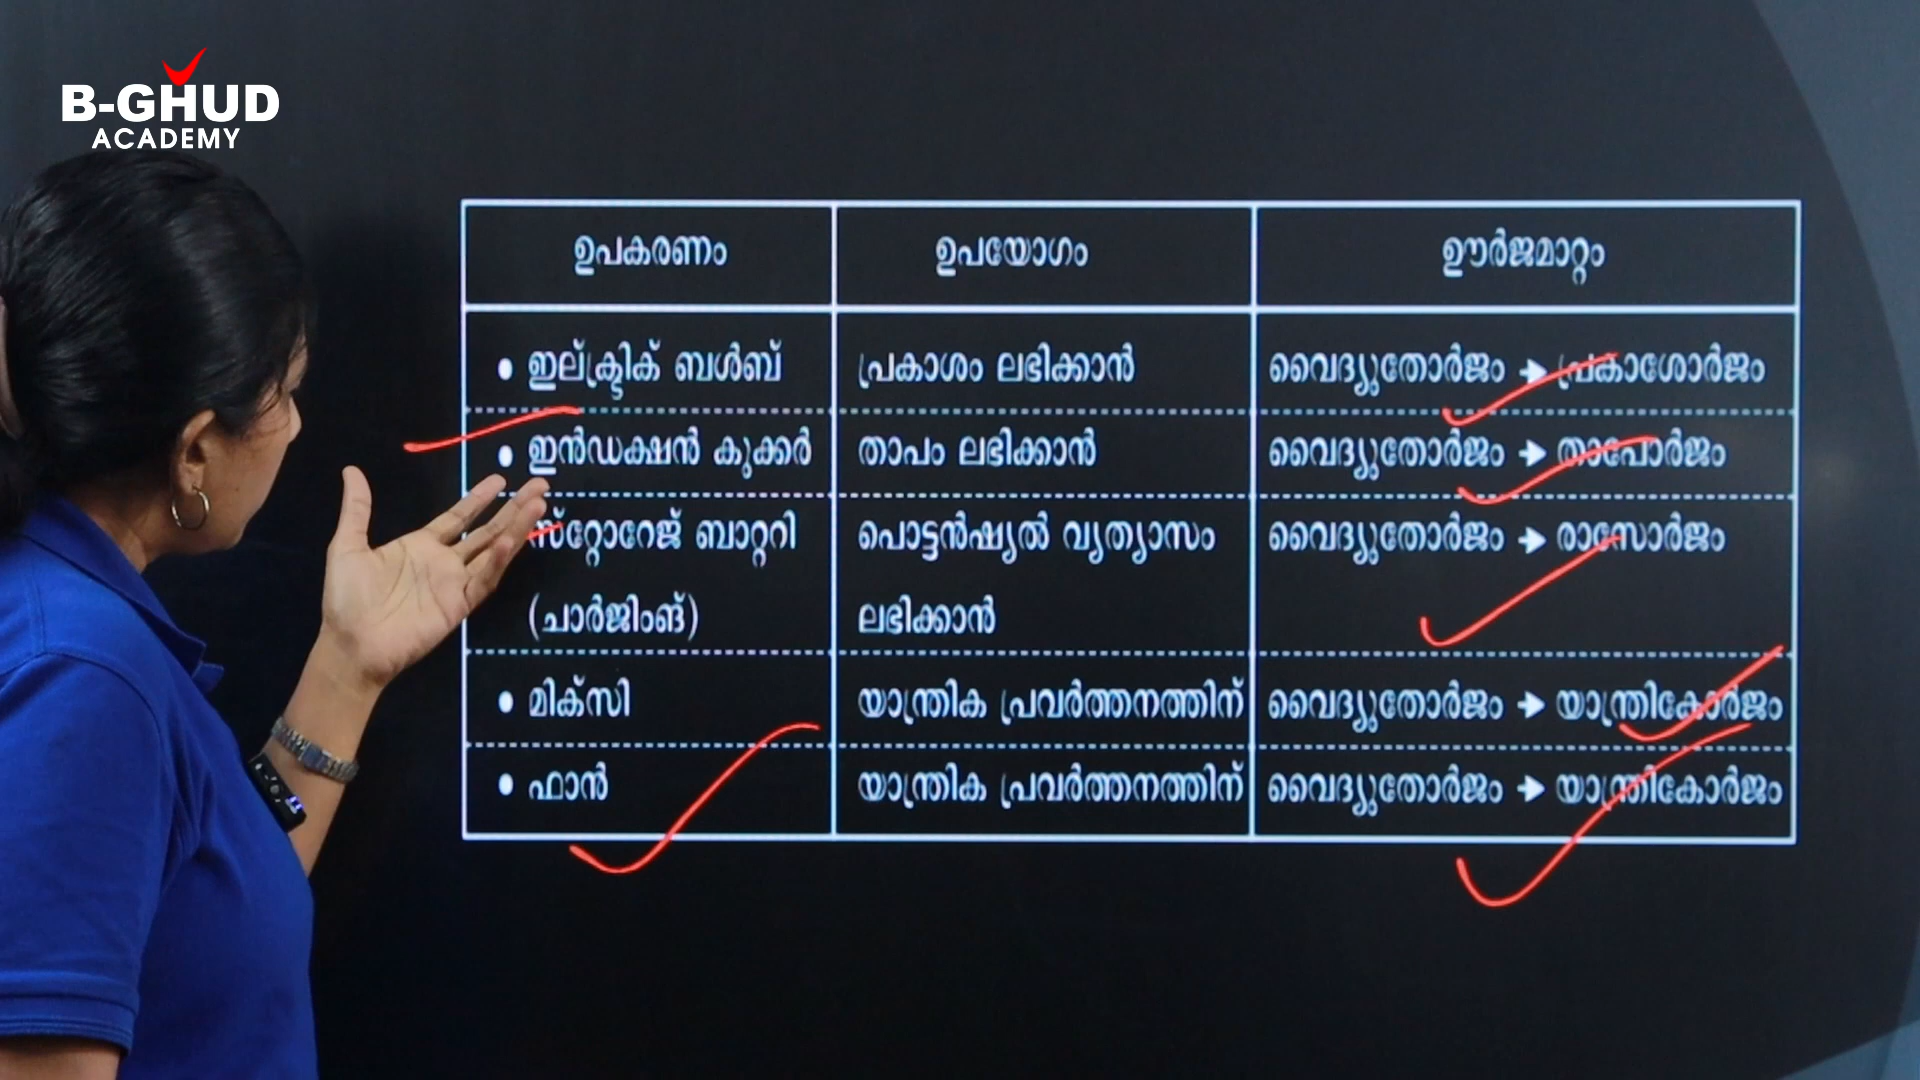 B-GHUD
ACADEMY
ഉപകരണം ഉപയോഗം ഊർജമാറ്റം
• ഇല്ക്ട്രിക് ബൾബ് പ്രകാശം ലഭിക്കാൻ വൈദ്യുതോർജം → പ്രകാശോർജം
• ഇൻഡക്ഷൻ കുക്കർ താപം ലഭിക്കാൻ വൈദ്യുതോർജം → താപോർജം
സ്റ്റോറേജ് ബാറ്ററി പൊട്ടൻഷ്യൽ വ്യത്യാസം വൈദ്യുതോർജം → രാസോർജം
(ചാർജിംങ്) ലഭിക്കാൻ
• മിക്സി യാന്ത്രിക പ്രവർത്തനത്തിന് വൈദ്യുതോർജം → യാന്ത്രികോർജം
• ഫാൻ യാന്ത്രിക പ്രവർത്തനത്തിന് വൈദ്യുതോർജം → യാന്ത്രികോർജം